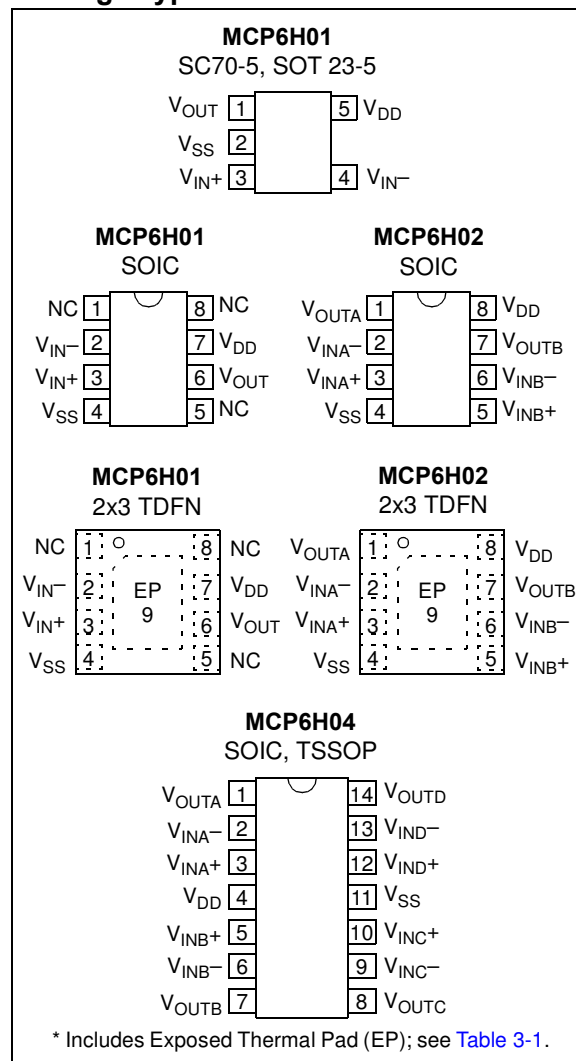 MCP6H01
SC70-5, SOT 23-5
VOUT 1 5 VDD
VSS 2
VIN+ 3 4 VIN–
MCP6H01 MCP6H02
SOIC SOIC
NC 1 8 NC VOUTA 1 8 VDD
VIN– 2 7 VDD VINA– 2 7 VOUTB
VIN+ 3 6 VOUT VINA+ 3 6 VINB–
VSS 4 5 NC VSS 4 5 VINB+
MCP6H01 MCP6H02
2x3 TDFN 2x3 TDFN
NC 1 8 NC VOUTA 1 8 VDD
VIN– 2 EP 7 VDD VINA– 2 EP 7 VOUTB
VIN+ 3 9 6 VOUT VINA+ 3 9 6 VINB–
VSS 4 5 NC VSS 4 5 VINB+
MCP6H04
SOIC, TSSOP
VOUTA 1 14 VOUTD
VINA– 2 13 VIND–
VINA+ 3 12 VIND+
VDD 4 11 VSS
VINB+ 5 10 VINC+
VINB– 6 9 VINC–
VOUTB 7 8 VOUTC
* Includes Exposed Thermal Pad (EP); see Table 3-1.